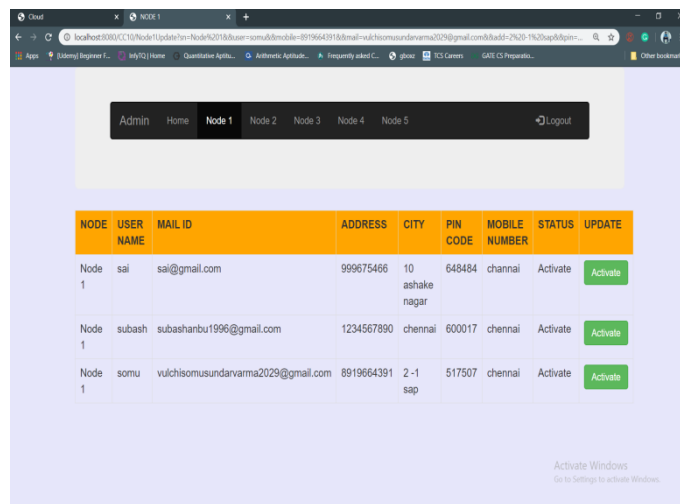 Cloud
NODE 1
localhost:8080/CC10/Node1Update?sn=Node%201&&user=somu&&mobile=8919664391&&mail=vulchisomusundarvarma2029@gmail.com&&add=2%20-1%20sap&&pin=...
Apps [Udemy] Beginner F... InfyTQ | Home Quantitative Aptitu... Arithmetic Aptitude... Frequently asked C... TCS Careers GATE CS Preparatio... Other bookmar
Admin Home Node 1 Node 2 Node 3 Node 4 Node 5 Logout
NODE USER NAME MAIL ID ADDRESS CITY PIN CODE MOBILE NUMBER STATUS UPDATE
Node 1 sai sai@gmail.com 999675466 10 ashake nagar 648484 channai Activate Activate
Node 1 subash subashanbu1996@gmail.com 1234567890 chennai 600017 chennai Activate Activate
Node 1 somu vulchisomusundarvarma2029@gmail.com 8919664391 2 -1 sap 517507 chennai Activate Activate
Activate Windows
Go to Settings to activate Windows.